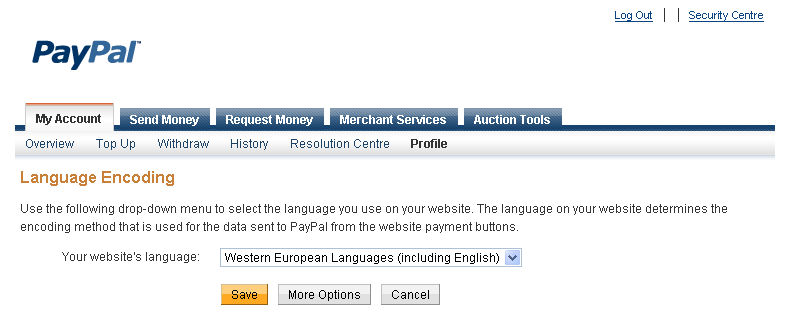 Log Out | | Security Centre
PayPal™
My Account Send Money Request Money Merchant Services Auction Tools
Overview Top Up Withdraw History Resolution Centre Profile
Language Encoding
Use the following drop-down menu to select the language you use on your website. The language on your website determines the
encoding method that is used for the data sent to PayPal from the website payment buttons.
Your website's language: Western European Languages (including English)
Save More Options Cancel